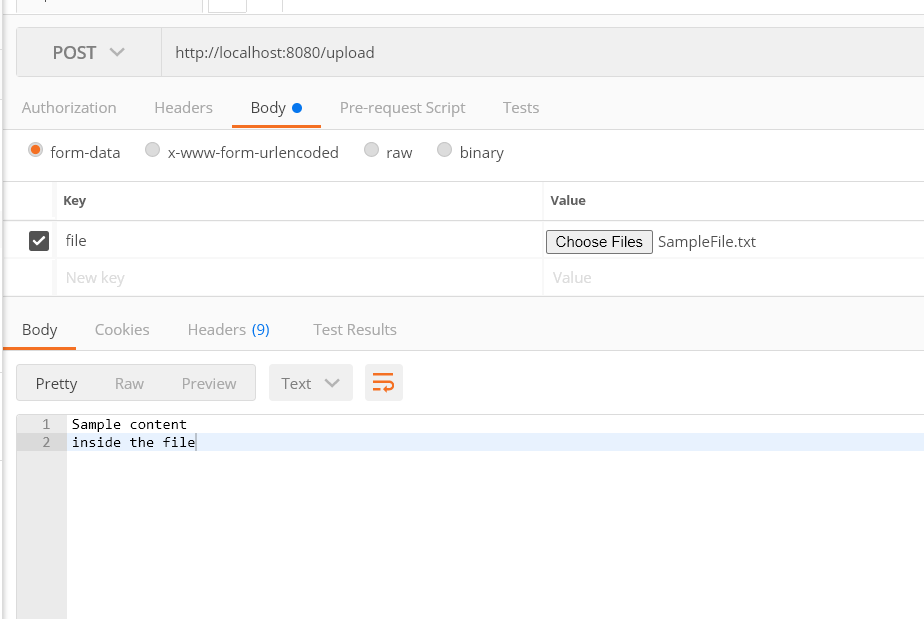 POST http://localhost:8080/upload
Authorization Headers Body Pre-request Script Tests
form-data x-www-form-urlencoded raw binary
Key Value
file Choose Files SampleFile.txt
New key Value
Body Cookies Headers (9) Test Results
Pretty Raw Preview Text
1 Sample content
2 inside the file